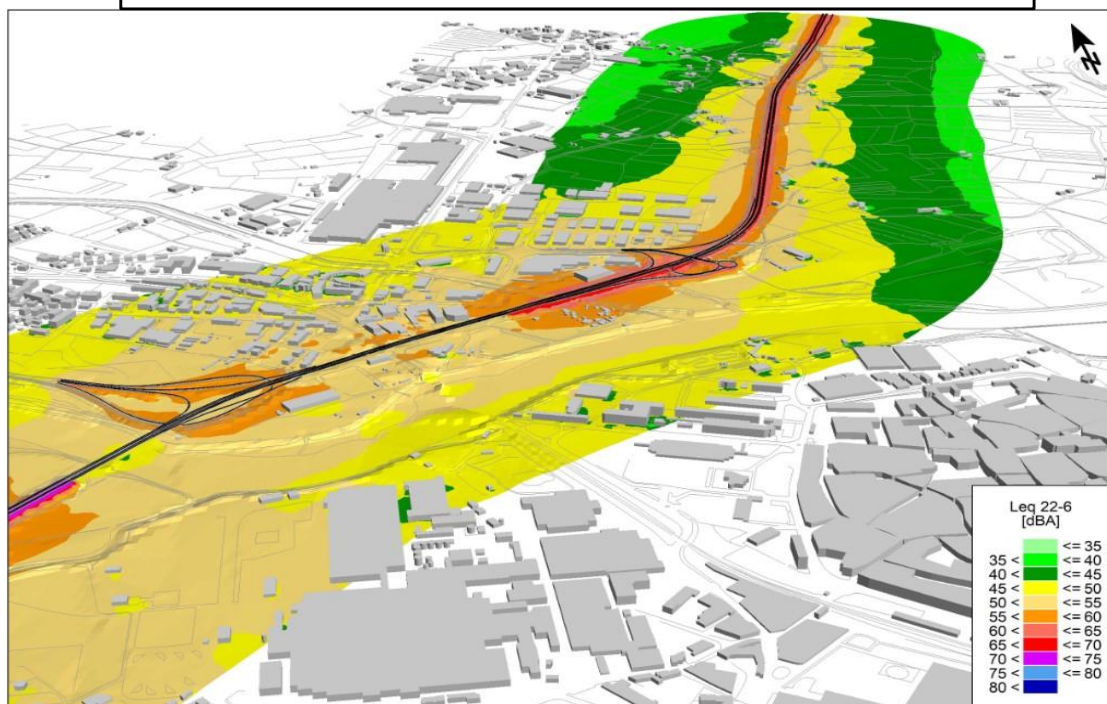 N
Leq 22-6
[dBA]
<= 35
35 < <= 40
40 < <= 45
45 < <= 50
50 < <= 55
55 < <= 60
60 < <= 65
65 < <= 70
70 < <= 75
75 < <= 80
80 <